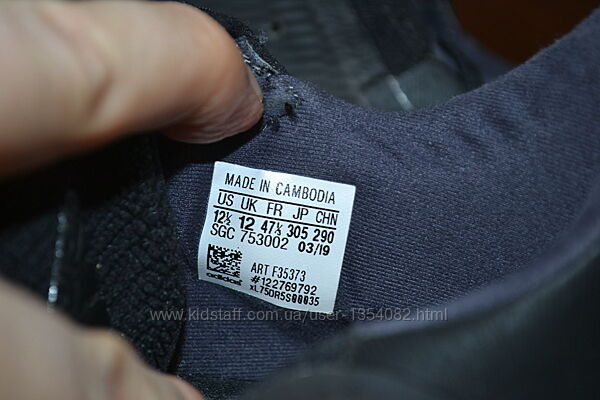 MADE IN CAMBODIA
US UK FR JP CHN
12½ 12 47⅓ 305 290
SGC 753002 03/19
adidas
ART F35373
#122769792
XL750R5S00035
www.kidstaff.com.ua/user-1354082.html